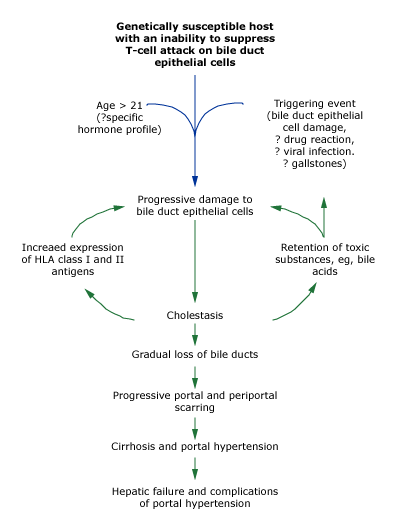 Genetically susceptible host
with an inability to suppress
T-cell attack on bile duct
epithelial cells
Age > 21
(?specific
hormone profile)
Triggering event
(bile duct epithelial
cell damage,
? drug reaction,
? viral infection.
? gallstones)
Progressive damage to
bile duct epithelial cells
Increaed expression
of HLA class I and II
antigens
Retention of toxic
substances, eg, bile
acids
Cholestasis
Gradual loss of bile ducts
Progressive portal and periportal
scarring
Cirrhosis and portal hypertension
Hepatic failure and complications
of portal hypertension